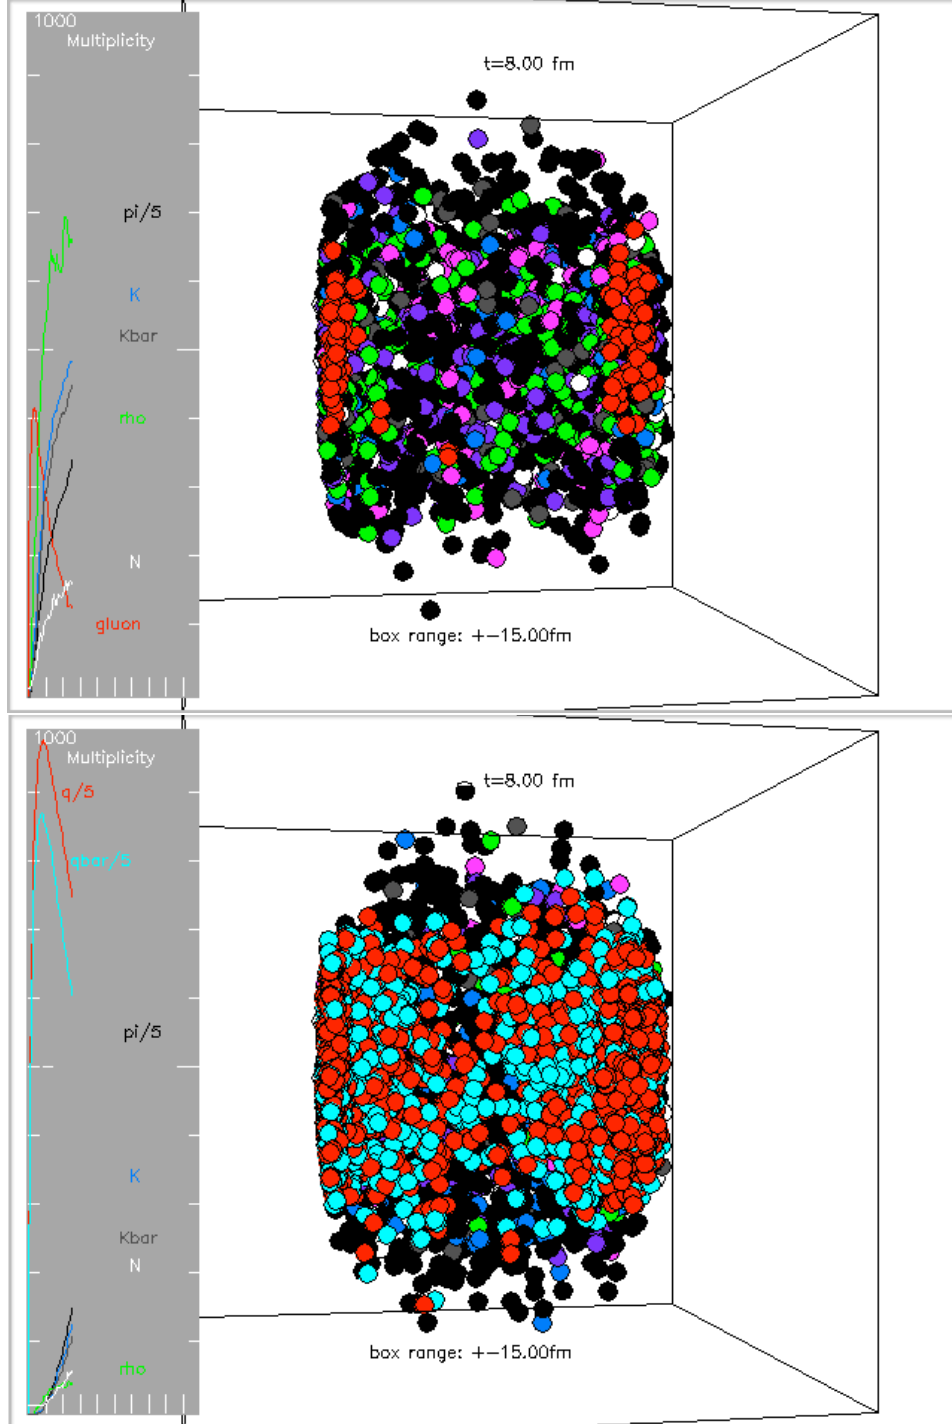 1000
Multiplicity
t=8.00 fm
pi/5
K
Kbar
rho
N
gluon
box range: +-15.00fm
1000
Multiplicity
t=8.00 fm
q/5
qbar/5
pi/5
K
Kbar
N
box range: +-15.00fm
rho